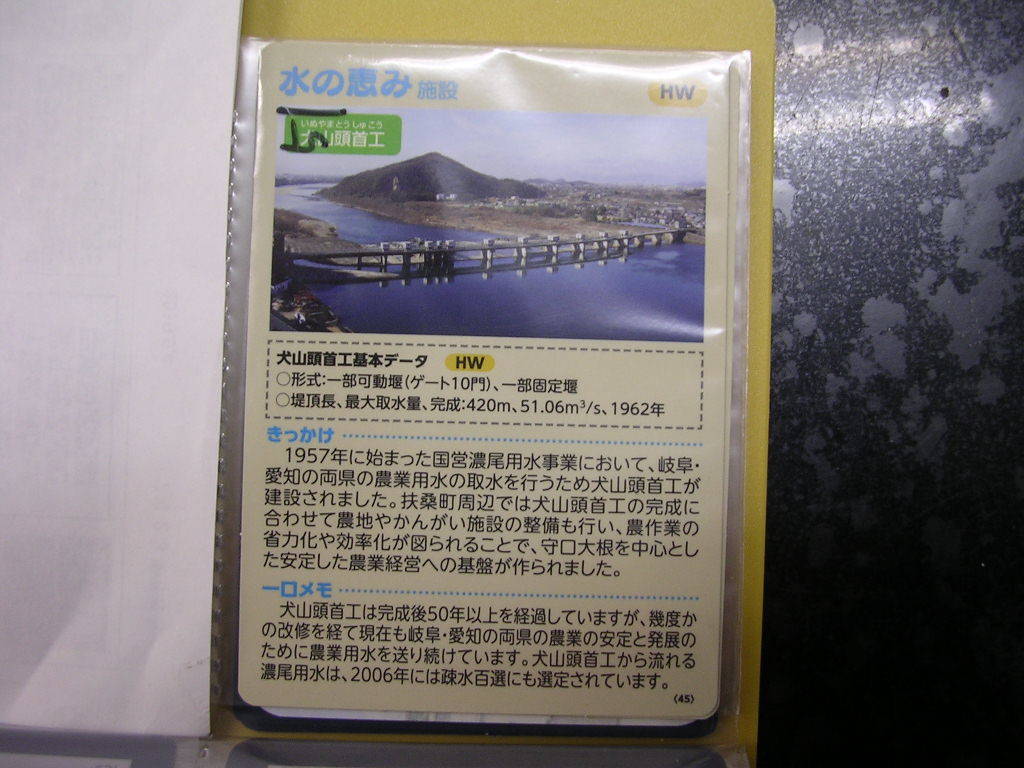 水の恵み 施設
HW
いぬやまとうしゅこう
犬山頭首工
犬山頭首工基本データ HW
○形式:一部可動堰(ゲート10門)、一部固定堰
○堤頂長、最大取水量、完成:420m、51.06m³/s、1962年
きっかけ
1957年に始まった国営濃尾用水事業において、岐阜・
愛知の両県の農業用水の取水を行うため犬山頭首工が
建設されました。扶桑町周辺では犬山頭首工の完成に
合わせて農地やかんがい施設の整備も行い、農作業の
省力化や効率化が図られることで、守口大根を中心とし
た安定した農業経営への基盤が作られました。
一口メモ
犬山頭首工は完成後50年以上を経過していますが、幾度か
の改修を経て現在も岐阜・愛知の両県の農業の安定と発展の
ために農業用水を送り続けています。犬山頭首工から流れる
濃尾用水は、2006年には疎水百選にも選定されています。
〈45〉